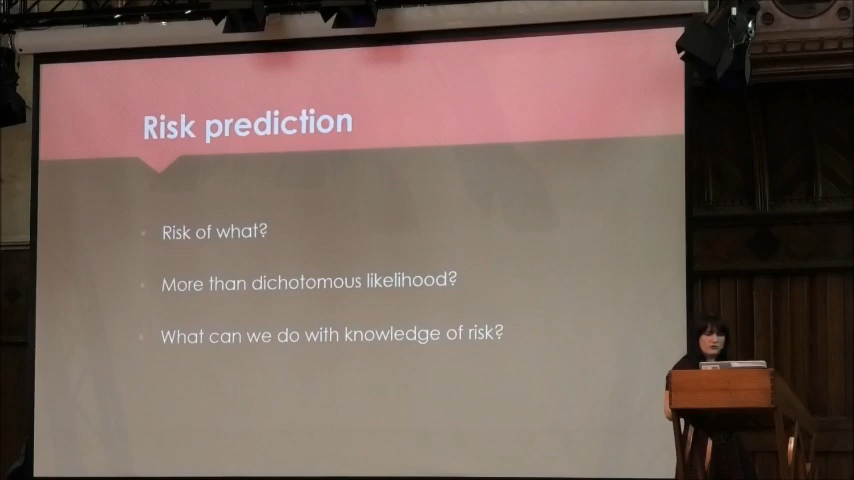 Risk prediction
Risk of what?
More than dichotomous likelihood?
What can we do with knowledge of risk?